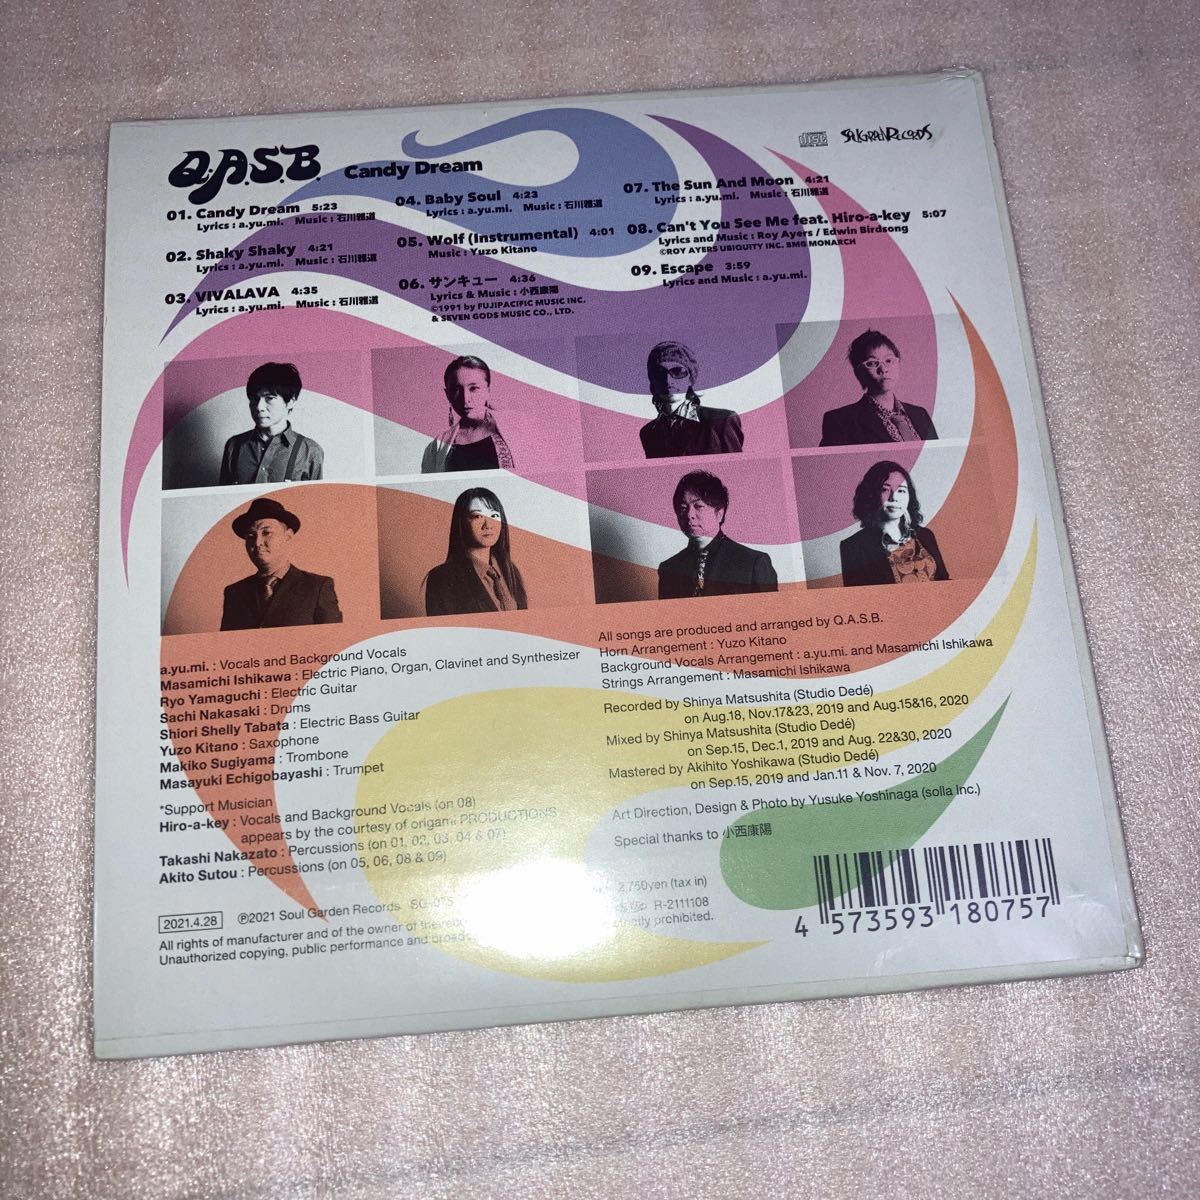 Q.A.S.B. Candy Dream
SOUL GARDEN RECORDS
01. Candy Dream 5:23
Lyrics : a.yu.mi. Music : 石川雅道
02. Shaky Shaky 4:21
Lyrics : a.yu.mi. Music : 石川雅道
03. VIVALAVA 4:35
Lyrics : a.yu.mi. Music : 石川雅道
04. Baby Soul 4:23
Lyrics : a.yu.mi. Music : 石川雅道
05. Wolf (Instrumental) 4:01
Music : Yuzo Kitano
06. サンキュー 4:36
Lyrics & Music : 小西康陽
©1991 by FUJIPACIFIC MUSIC INC.
& SEVEN GODS MUSIC CO., LTD.
07. The Sun And Moon 4:21
Lyrics : a.yu.mi. Music : 石川雅道
08. Can't You See Me feat. Hiro-a-key 5:07
Lyrics and Music : Roy Ayers / Edwin Birdsong
©ROY AYERS UBIQUITY INC. BMG MONARCH
09. Escape 3:59
Lyrics and Music : a.yu.mi.
a.yu.mi. : Vocals and Background Vocals
Masamichi Ishikawa : Electric Piano, Organ, Clavinet and Synthesizer
Ryo Yamaguchi : Electric Guitar
Sachi Nakasaki : Drums
Shiori Shelly Tabata : Electric Bass Guitar
Yuzo Kitano : Saxophone
Makiko Sugiyama : Trombone
Masayuki Echigobayashi : Trumpet
*Support Musician
Hiro-a-key : Vocals and Background Vocals (on 08)
appears by the courtesy of origami PRODUCTIONS
Takashi Nakazato : Percussions (on 01, 02, 03, 04 & 07)
Akito Sutou : Percussions (on 05, 06, 08 & 09)
All songs are produced and arranged by Q.A.S.B.
Horn Arrangement : Yuzo Kitano
Background Vocals Arrangement : a.yu.mi. and Masamichi Ishikawa
Strings Arrangement : Masamichi Ishikawa
Recorded by Shinya Matsushita (Studio Dedé)
on Aug.18, Nov.17&23, 2019 and Aug.15&16, 2020
Mixed by Shinya Matsushita (Studio Dedé)
on Sep.15, Dec.1, 2019 and Aug. 22&30, 2020
Mastered by Akihito Yoshikawa (Studio Dedé)
on Sep.15, 2019 and Jan.11 & Nov. 7, 2020
Art Direction, Design & Photo by Yusuke Yoshinaga (solla Inc.)
Special thanks to 小西康陽
2021.4.28 ℗2021 Soul Garden Records SG-075
All rights of manufacturer and of the owner of the
Unauthorized copying, public performance and
2,750yen (tax in)
R-2111108
prohibited.
4 573593 180757